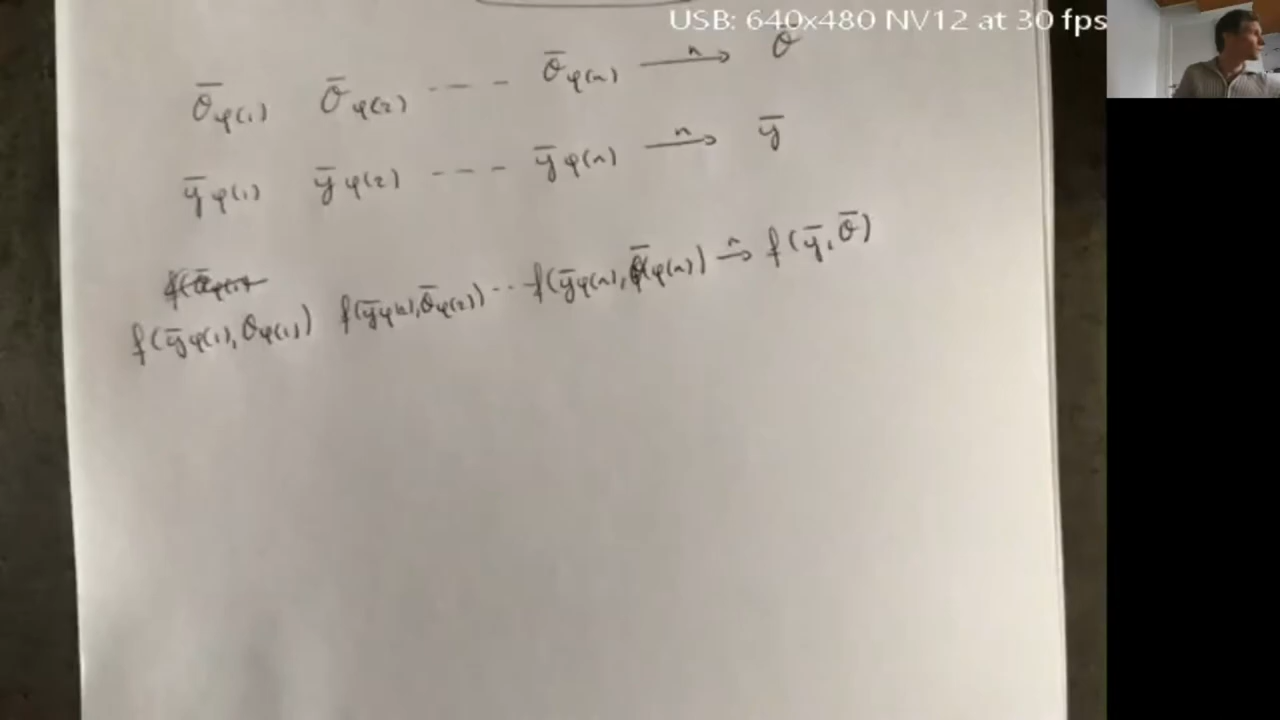 USB: 640x480 NV12 at 30 fps
θ̄φ(1) θ̄φ(2) --- θ̄φ(n) —n→ θ̄
ȳφ(1) ȳφ(2) --- ȳφ(n) —n→ ȳ
f(ȳφ(1), θφ(1)) f(ȳφ(2), θ̄φ(2)) ·· f(ȳφ(n), θ̄φ(n)) —n→ f(ȳ, θ̄)